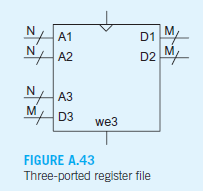 N A1 D1 M
N A2 D2 M
N A3
M D3
we3
FIGURE A.43
Three-ported register file